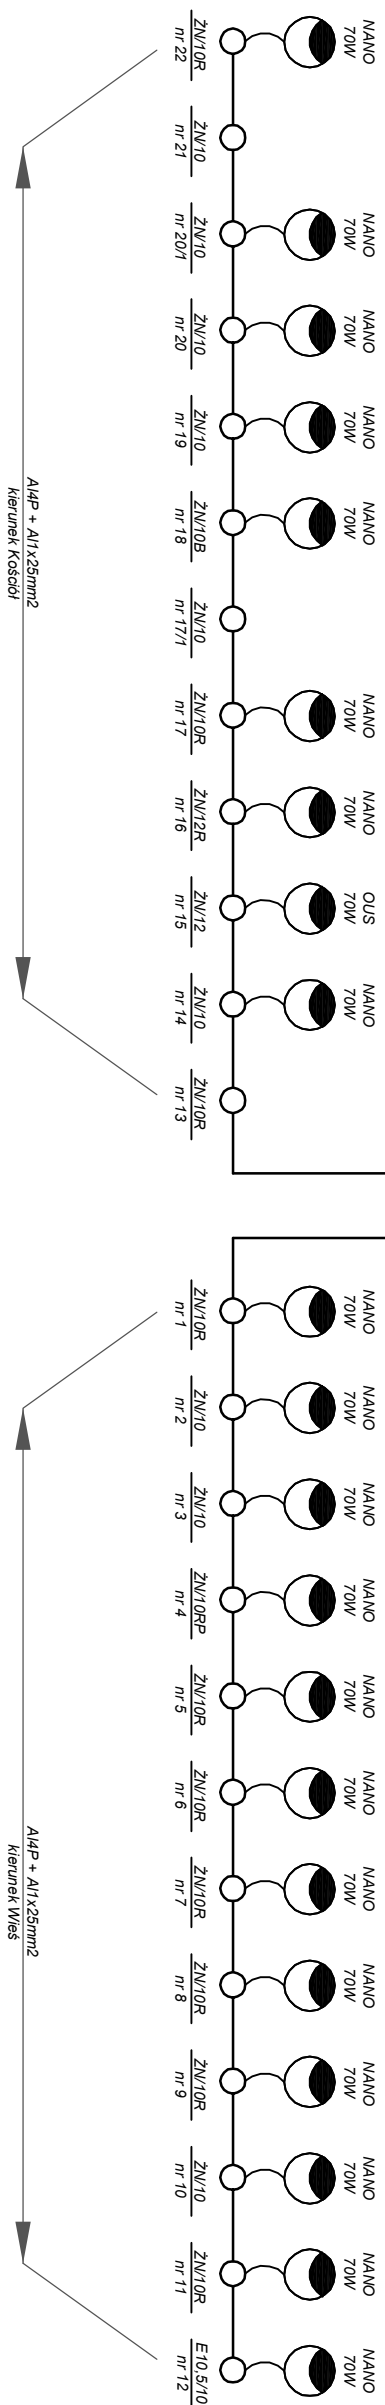 NANO
70W
ŻN/10R
nr 22
ŻN/10
nr 21
NANO
70W
ŻN/10
nr 20/1
NANO
70W
ŻN/10
nr 20
NANO
70W
ŻN/10
nr 19
NANO
70W
ŻN/10B
nr 18
ŻN/10
nr 17/1
NANO
70W
ŻN/10R
nr 17
NANO
70W
ŻN/12R
nr 16
OUS
70W
ŻN/12
nr 15
NANO
70W
ŻN/10
nr 14
ŻN/10R
nr 13
Al4P + Al1x25mm2
kierunek Kościół
NANO
70W
ŻN/10R
nr 1
NANO
70W
ŻN/10
nr 2
NANO
70W
ŻN/10
nr 3
NANO
70W
ŻN/10RP
nr 4
NANO
70W
ŻN/10R
nr 5
NANO
70W
ŻN/10R
nr 6
NANO
70W
ŻN/10R
nr 7
NANO
70W
ŻN/10R
nr 8
NANO
70W
ŻN/10R
nr 9
NANO
70W
ŻN/10
nr 10
NANO
70W
ŻN/10R
nr 11
NANO
70W
E10,5/10
nr 12
Al4P + Al1x25mm2
kierunek Wieś